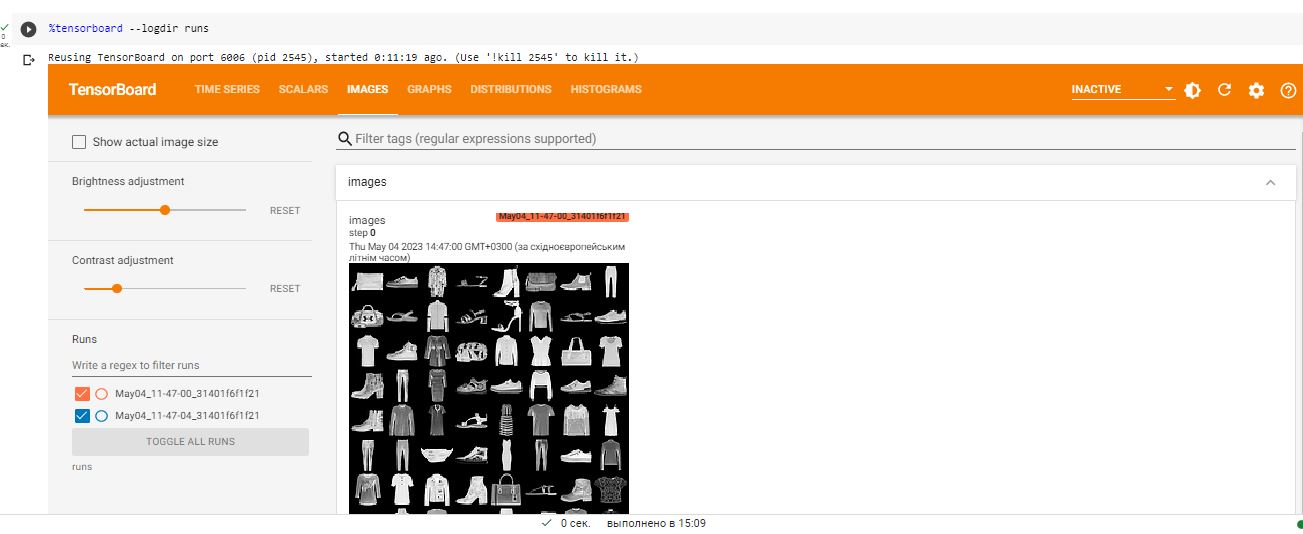 %tensorboard --logdir runs
0
сек.
Reusing TensorBoard on port 6006 (pid 2545), started 0:11:19 ago. (Use '!kill 2545' to kill it.)
TensorBoard TIME SERIES SCALARS IMAGES GRAPHS DISTRIBUTIONS HISTOGRAMS INACTIVE
Show actual image size
Filter tags (regular expressions supported)
Brightness adjustment
RESET
images
images
May04_11-47-00_31401f6f1f21
step 0
Thu May 04 2023 14:47:00 GMT+0300 (за східноєвропейським
літнім часом)
Contrast adjustment
RESET
Runs
Write a regex to filter runs
May04_11-47-00_31401f6f1f21
May04_11-47-04_31401f6f1f21
TOGGLE ALL RUNS
runs
0 сек. выполнено в 15:09